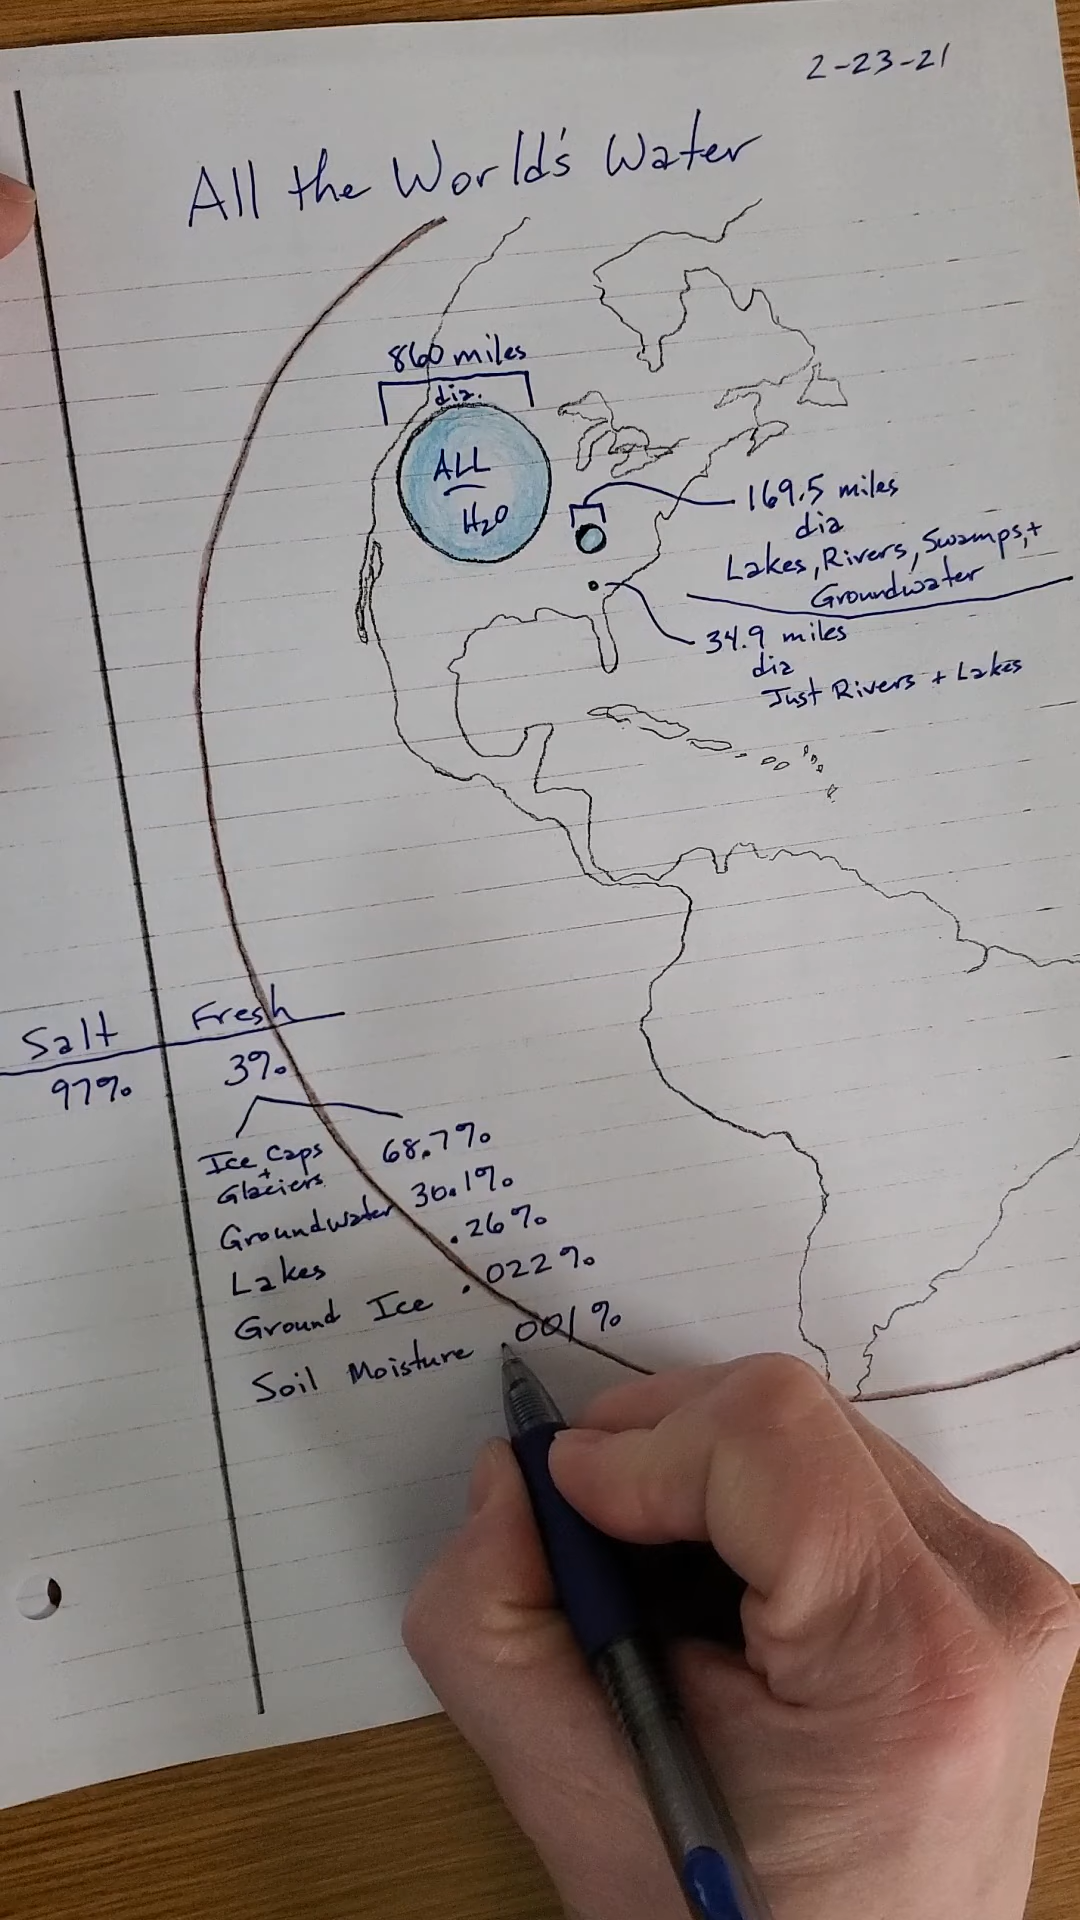 2-23-21
All the World's Water
860 miles
dia.
ALL
H2O
169.5 miles
dia
Lakes, Rivers, Swamps, +
Groundwater
34.9 miles
dia
Just Rivers + Lakes
Salt Fresh
97% 3%
Ice Caps 68.7%
+
Glaciers
Groundwater 30.1%
Lakes .26%
Ground Ice .022%
Soil Moisture .001%